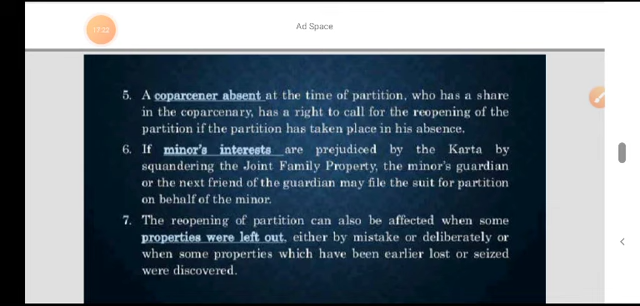 17:22
Ad Space
5. A coparcener absent at the time of partition, who has a share
in the coparcenary, has a right to call for the reopening of the
partition if the partition has taken place in his absence.
6. If minor's interests are prejudiced by the Karta by
squandering the Joint Family Property, the minor's guardian
or the next friend of the guardian may file the suit for partition
on behalf of the minor.
7. The reopening of partition can also be affected when some
properties were left out, either by mistake or deliberately or
when some properties which have been earlier lost or seized
were discovered.